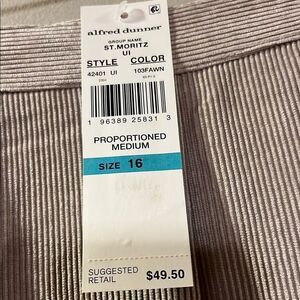 alfred dunner
GROUP NAME
ST.MORITZ
UI
STYLE COLOR
42401 UI 103FAWN
1 96389 25831 3
PROPORTIONED
MEDIUM
SIZE 16
SUGGESTED
RETAIL $49.50